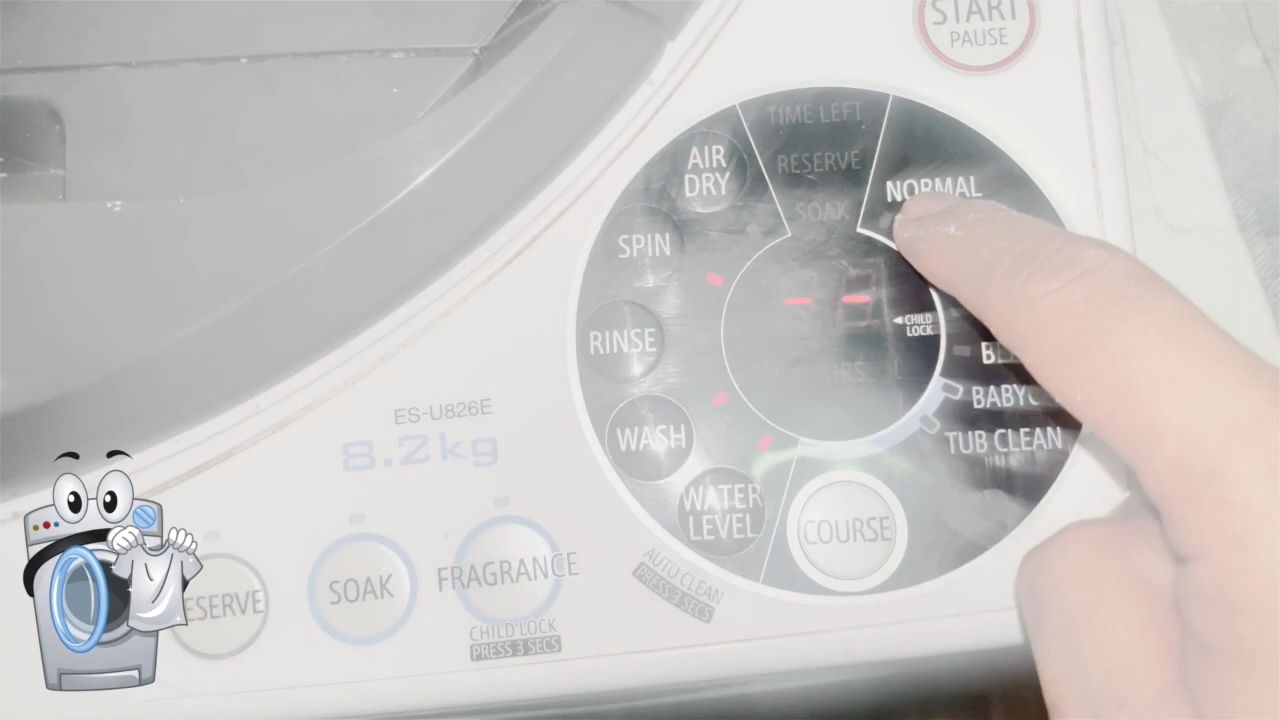 START
PAUSE
TIME LEFT
RESERVE
SOAK
NORMAL
AIR
DRY
SPIN
RINSE
WASH
WATER
LEVEL
CHILD
LOCK
BABY
TUB CLEAN
COURSE
ES-U826E
8.2kg
SOAK
FRAGRANCE
CHILD LOCK
PRESS 3 SECS
AUTO CLEAN
PRESS 3 SECS